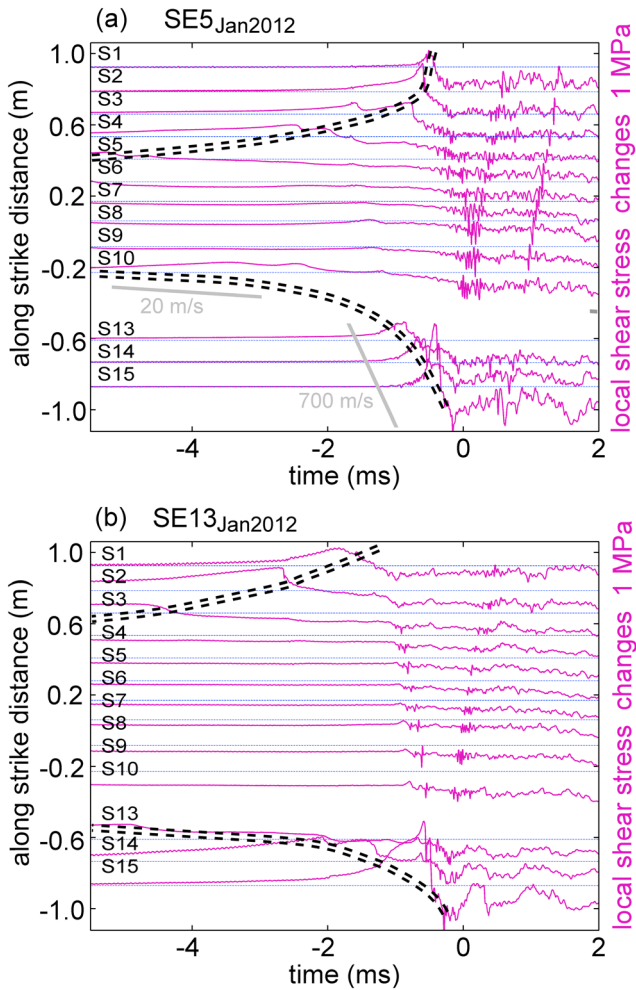 (a) SE5Jan2012
along strike distance (m)
1.0
0.6
0.2
-0.2
-0.6
-1.0
S1
S2
S3
S4
S5
S6
S7
S8
S9
S10
20 m/s
S13
S14
S15
700 m/s
-4 -2 0 2
time (ms)
local shear stress changes 1 MPa
(b) SE13Jan2012
along strike distance (m)
1.0
0.6
0.2
-0.2
-0.6
-1.0
S1
S2
S3
S4
S5
S6
S7
S8
S9
S10
S13
S14
S15
-4 -2 0 2
time (ms)
local shear stress changes 1 MPa